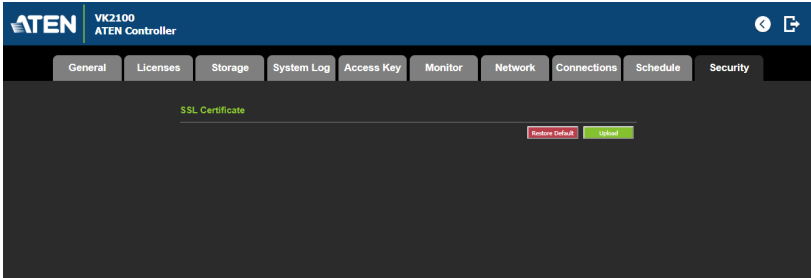 ATEN
VK2100
ATEN Controller
General Licenses Storage System Log Access Key Monitor Network Connections Schedule Security
SSL Certificate
Restore Default Upload